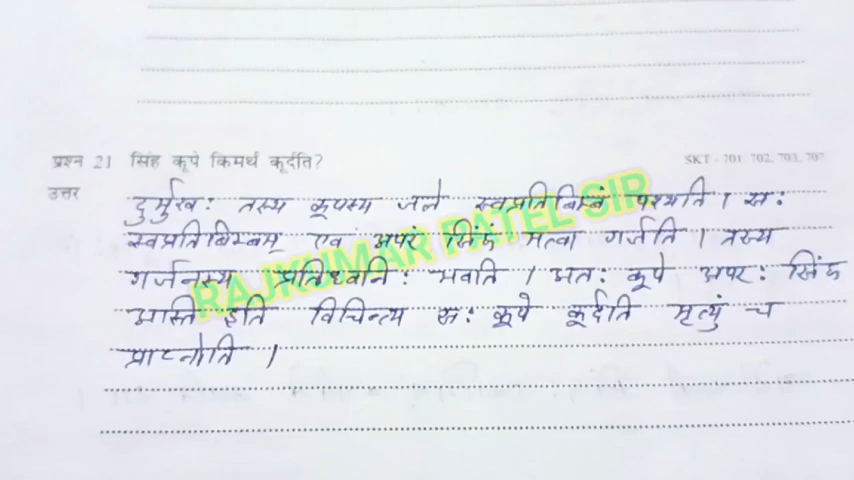 प्रश्न 21 सिंह कूपे किमर्थं कूर्दति?
SKT - 701, 702, 703, 707
उत्तर
दुर्मुखः तस्य कूपस्य जले स्वप्रतिबिम्बं पश्यति । सः
स्वप्रतिबिम्बम् एवं अपरं सिंहं मत्वा गर्जति । तस्य
गर्जनस्य प्रतिध्वनिः भवति । अतः कूपे अपरः सिंह
अस्ति इति विचिन्त्य सः कूपे कूर्दति मृत्युं च
प्राप्नोति ।
RAJKUMAR PATEL SIR